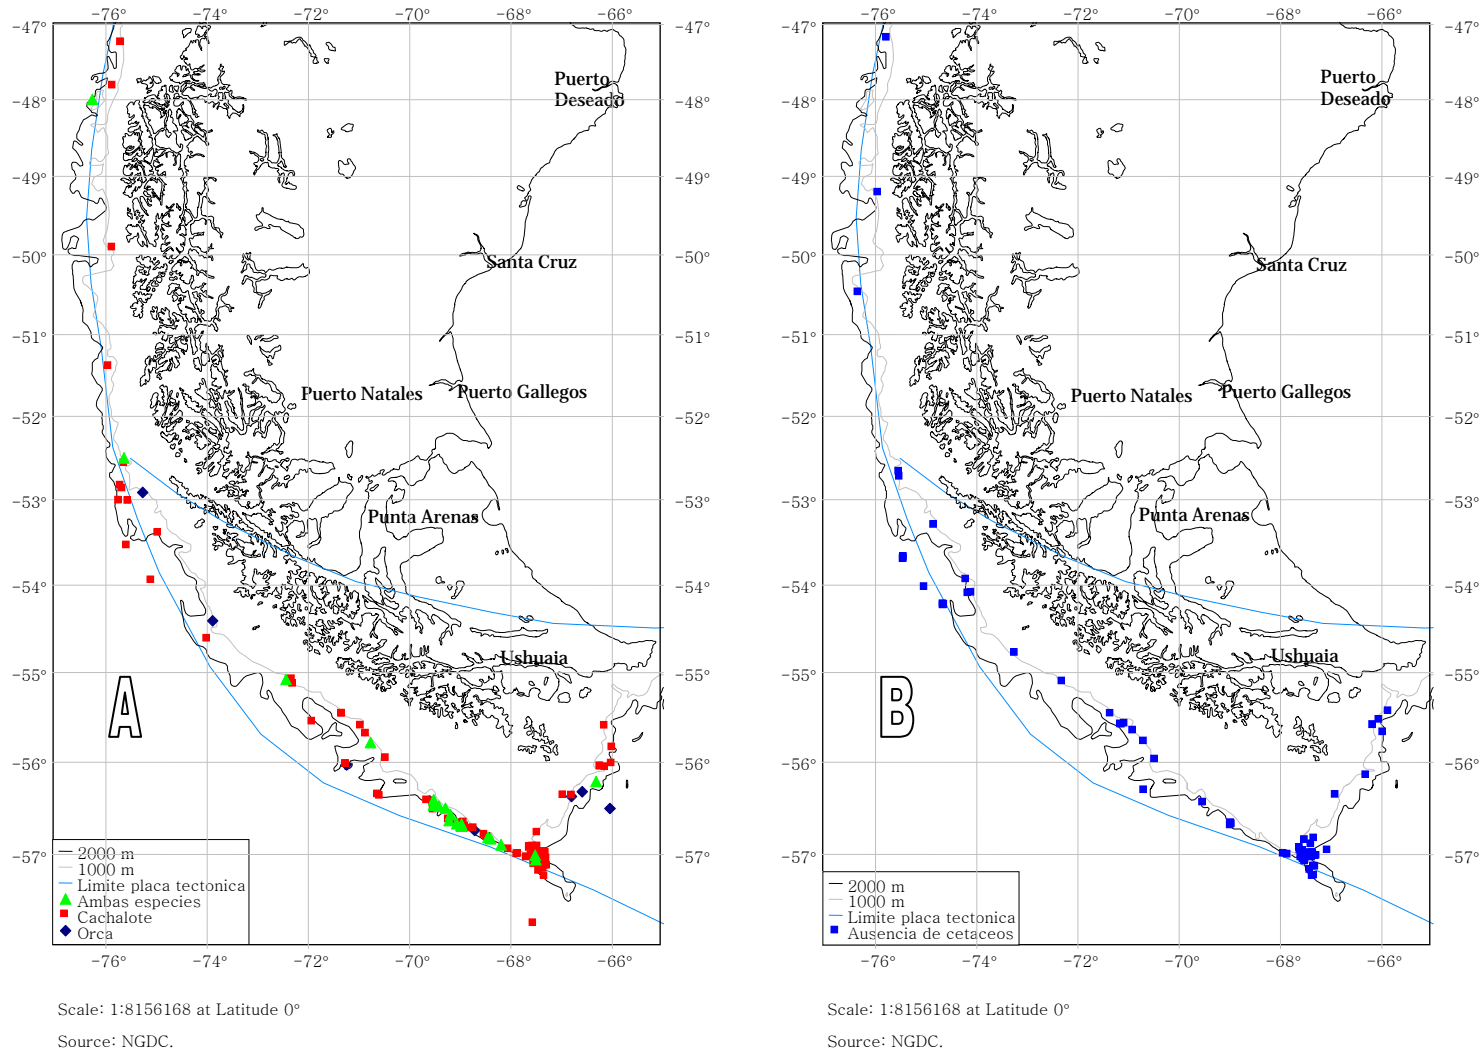 −76° −74° −72° −70° −68° −66°
−47° −47°
−48° −48°
−49° −49°
−50° −50°
−51° −51°
−52° −52°
−53° −53°
−54° −54°
−55° −55°
−56° −56°
−57° −57°
Puerto
Deseado
Santa Cruz
Puerto Natales
Puerto Gallegos
Punta Arenas
Ushuaia
A
2000 m
1000 m
Limite placa tectonica
Ambas especies
Cachalote
Orca
−76° −74° −72° −70° −68° −66°
Scale: 1:8156168 at Latitude 0°
Source: NGDC.
−76° −74° −72° −70° −68° −66°
−47° −47°
−48° −48°
−49° −49°
−50° −50°
−51° −51°
−52° −52°
−53° −53°
−54° −54°
−55° −55°
−56° −56°
−57° −57°
Puerto
Deseado
Santa Cruz
Puerto Natales
Puerto Gallegos
Punta Arenas
Ushuaia
B
2000 m
1000 m
Limite placa tectonica
Ausencia de cetaceos
−76° −74° −72° −70° −68° −66°
Scale: 1:8156168 at Latitude 0°
Source: NGDC.